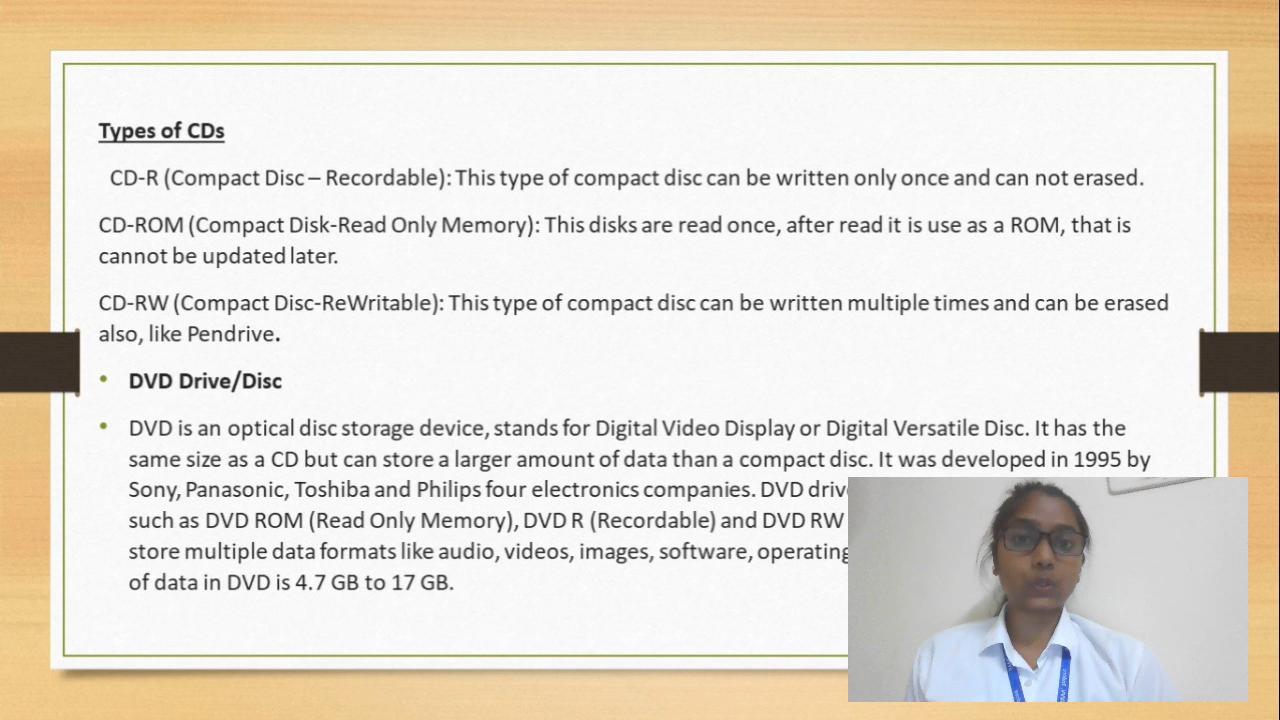 Types of CDs
CD-R (Compact Disc – Recordable): This type of compact disc can be written only once and can not erased.
CD-ROM (Compact Disk-Read Only Memory): This disks are read once, after read it is use as a ROM, that is
cannot be updated later.
CD-RW (Compact Disc-ReWritable): This type of compact disc can be written multiple times and can be erased
also, like Pendrive.
• DVD Drive/Disc
• DVD is an optical disc storage device, stands for Digital Video Display or Digital Versatile Disc. It has the
same size as a CD but can store a larger amount of data than a compact disc. It was developed in 1995 by
Sony, Panasonic, Toshiba and Philips four electronics companies. DVD
such as DVD ROM (Read Only Memory), DVD R (Recordable) and DVD RW
store multiple data formats like audio, videos, images, software, operating
of data in DVD is 4.7 GB to 17 GB.